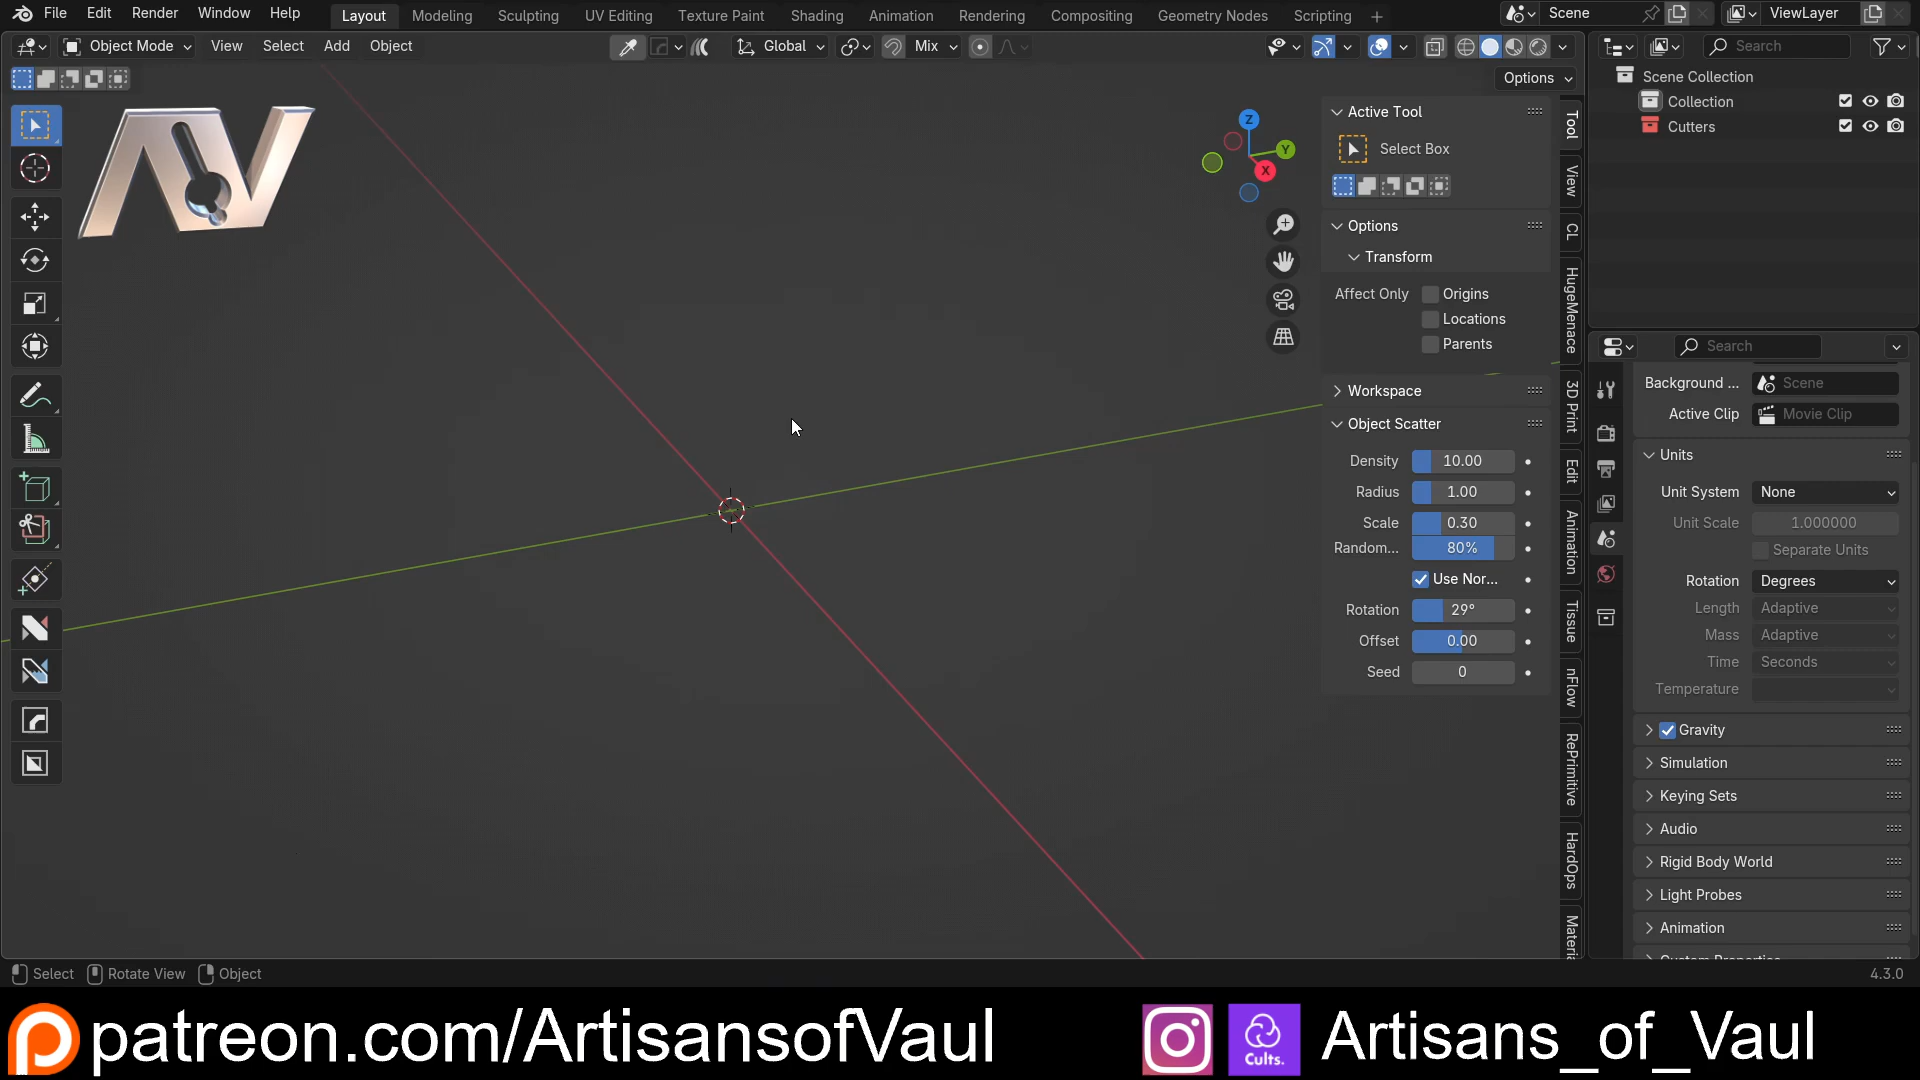 File Edit Render Window Help Layout Modeling Sculpting UV Editing Texture Paint Shading Animation Rendering Compositing Geometry Nodes Scripting + Scene ViewLayer
Object Mode View Select Add Object Global Mix Search
Options
Scene Collection
Collection
Cutters
AV
Z
Y
X
Active Tool
Select Box
Options
Transform
Affect Only Origins
Locations
Parents
Workspace
Object Scatter
Density 10.00
Radius 1.00
Scale 0.30
Random... 80%
Use Nor...
Rotation 29°
Offset 0.00
Seed 0
Tool
View
CL
HugeMenace
3D Print
Edit
Animation
Tissue
nFlow
RePrimitive
HardOps
Materia
Search
Background ... Scene
Active Clip Movie Clip
Units
Unit System None
Unit Scale 1.000000
Separate Units
Rotation Degrees
Length Adaptive
Mass Adaptive
Time Seconds
Temperature
Gravity
Simulation
Keying Sets
Audio
Rigid Body World
Light Probes
Animation
Custom Properties
Select Rotate View Object 4.3.0
patreon.com/ArtisansofVaul Cults. Artisans_of_Vaul